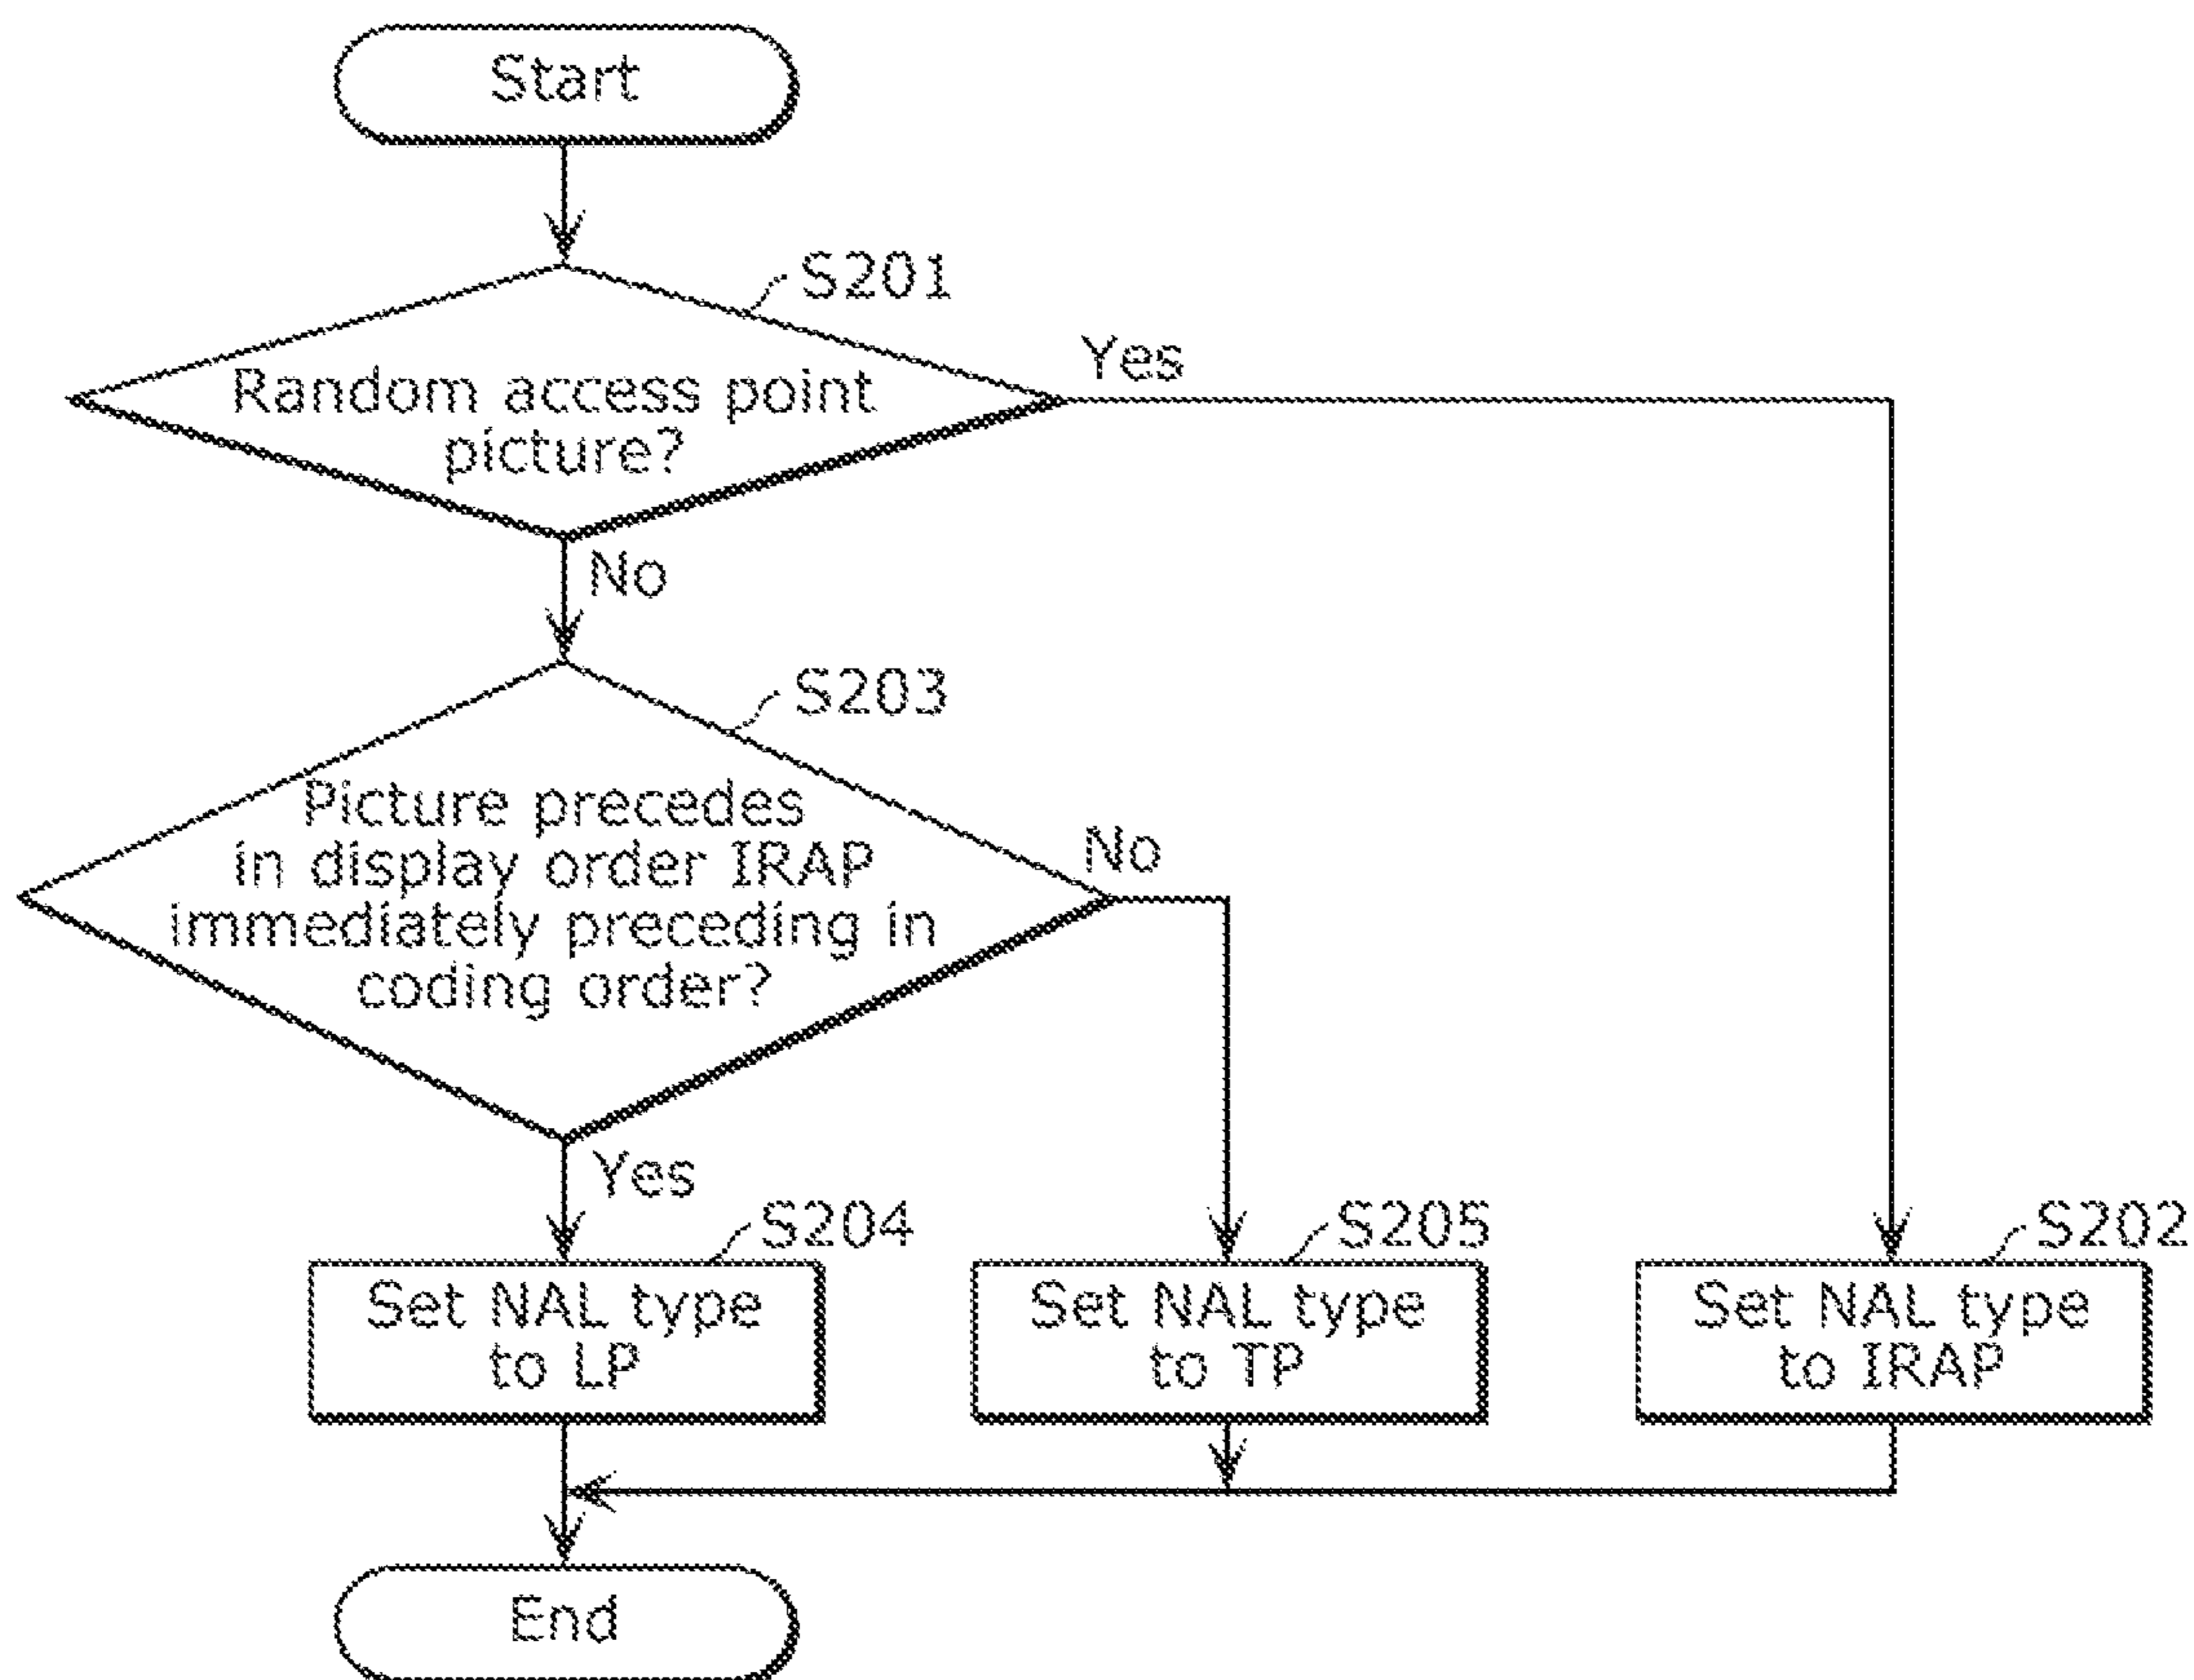 Start
S201
Random access point
picture?
Yes
No
S203
Picture precedes
in display order IRAP
immediately preceding in
coding order?
No
Yes
S204
Set NAL type
to LP
S205
Set NAL type
to TP
S202
Set NAL type
to IRAP
End